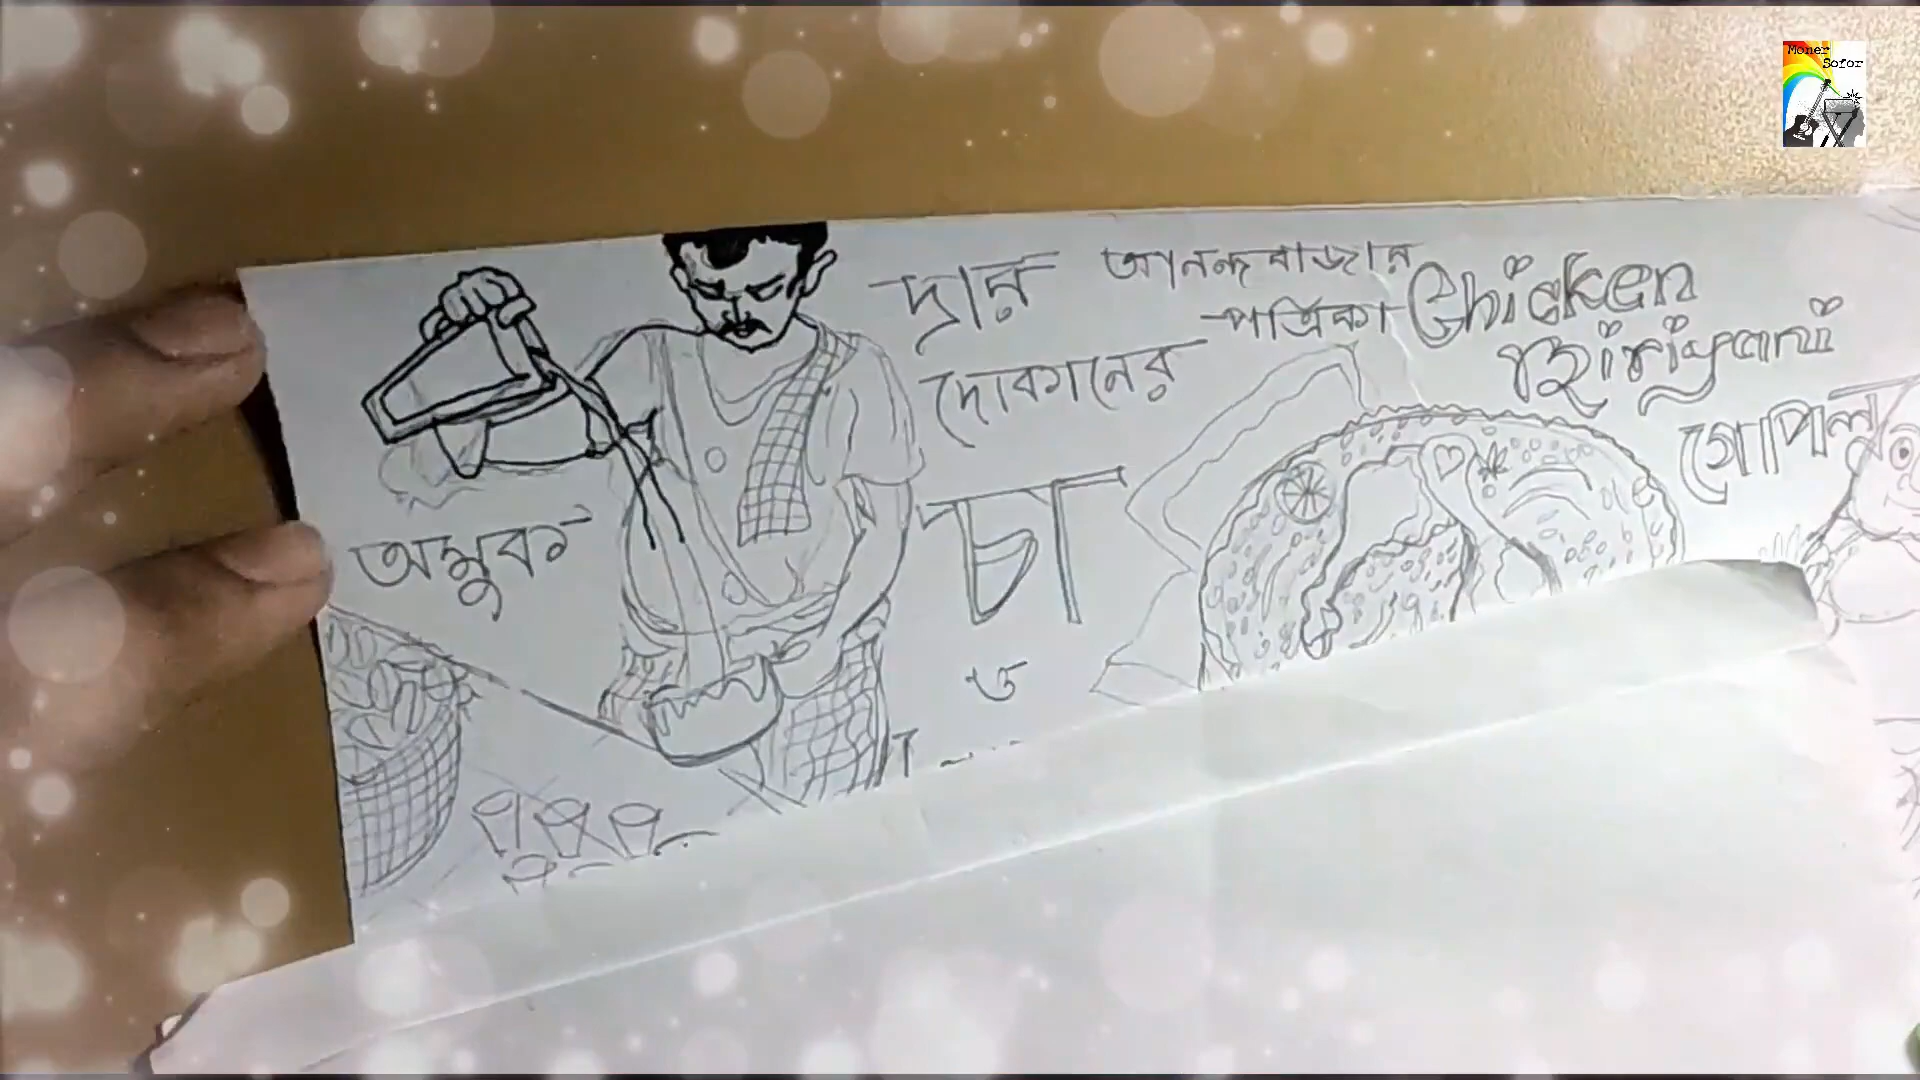 Moner
Sofor
অমুক
দার
দোকানের
চা
ও
আনন্দবাজার
পত্রিকা
Chicken
Biriyani
গোপাল